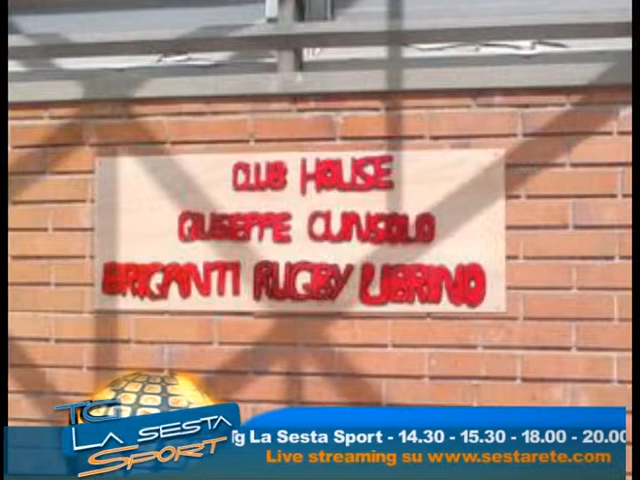 CLUB HOUSE
GIUSEPPE CUNSOLO
BRIGANTI RUGBY LIBRINO
TG
LA SESTA
SPORT
Tg La Sesta Sport - 14.30 - 15.30 - 18.00 - 20.00
Live streaming su www.sestarete.com